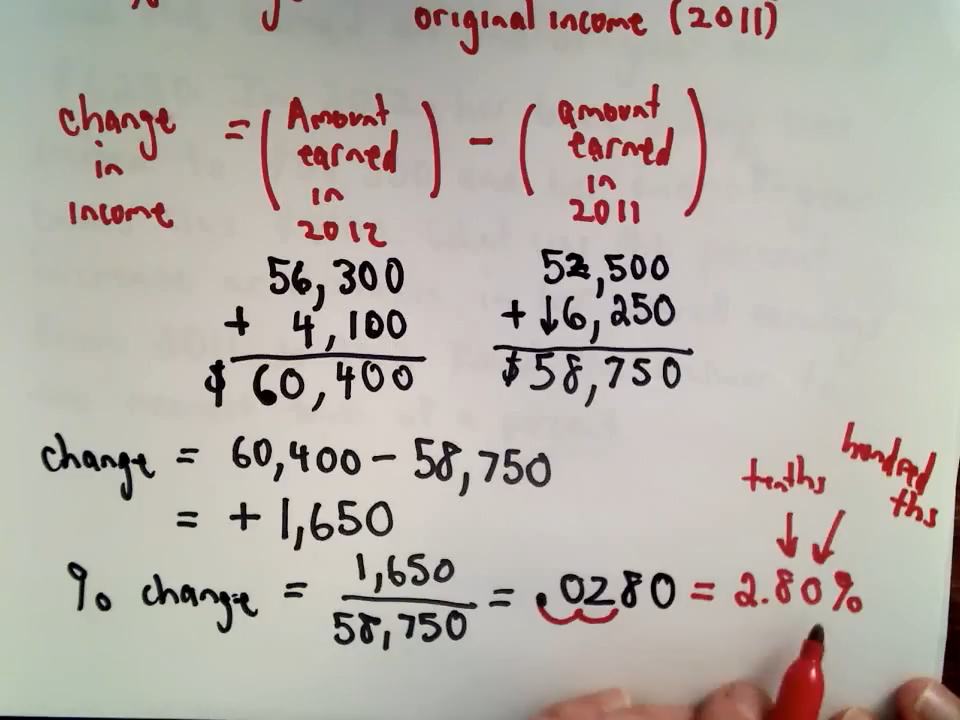 original income (2011)
change in income = (Amount earned in 2012) - (amount earned in 2011)
56,300
+ 4,100
$ 60,400
52,500
+ ↓6,250
$58,750
change = 60,400 - 58,750
= + 1,650
tenths
hundredths
% change = 1,650 / 58,750 = .0280 = 2.80%